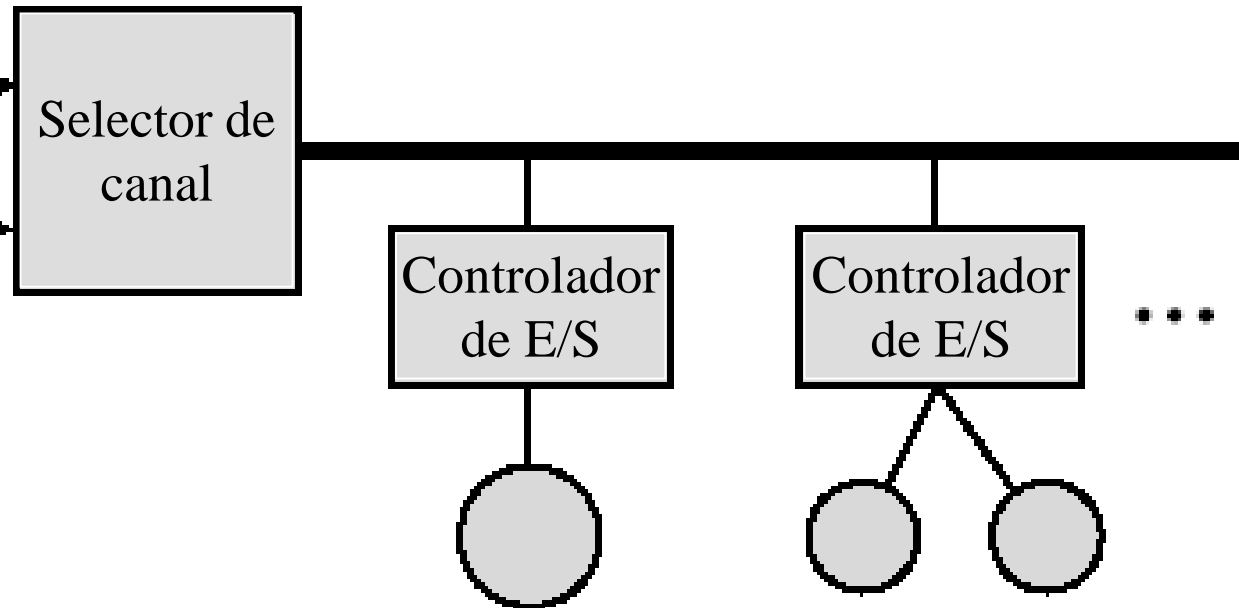 Selector de
canal
Controlador
de E/S
Controlador
de E/S
...